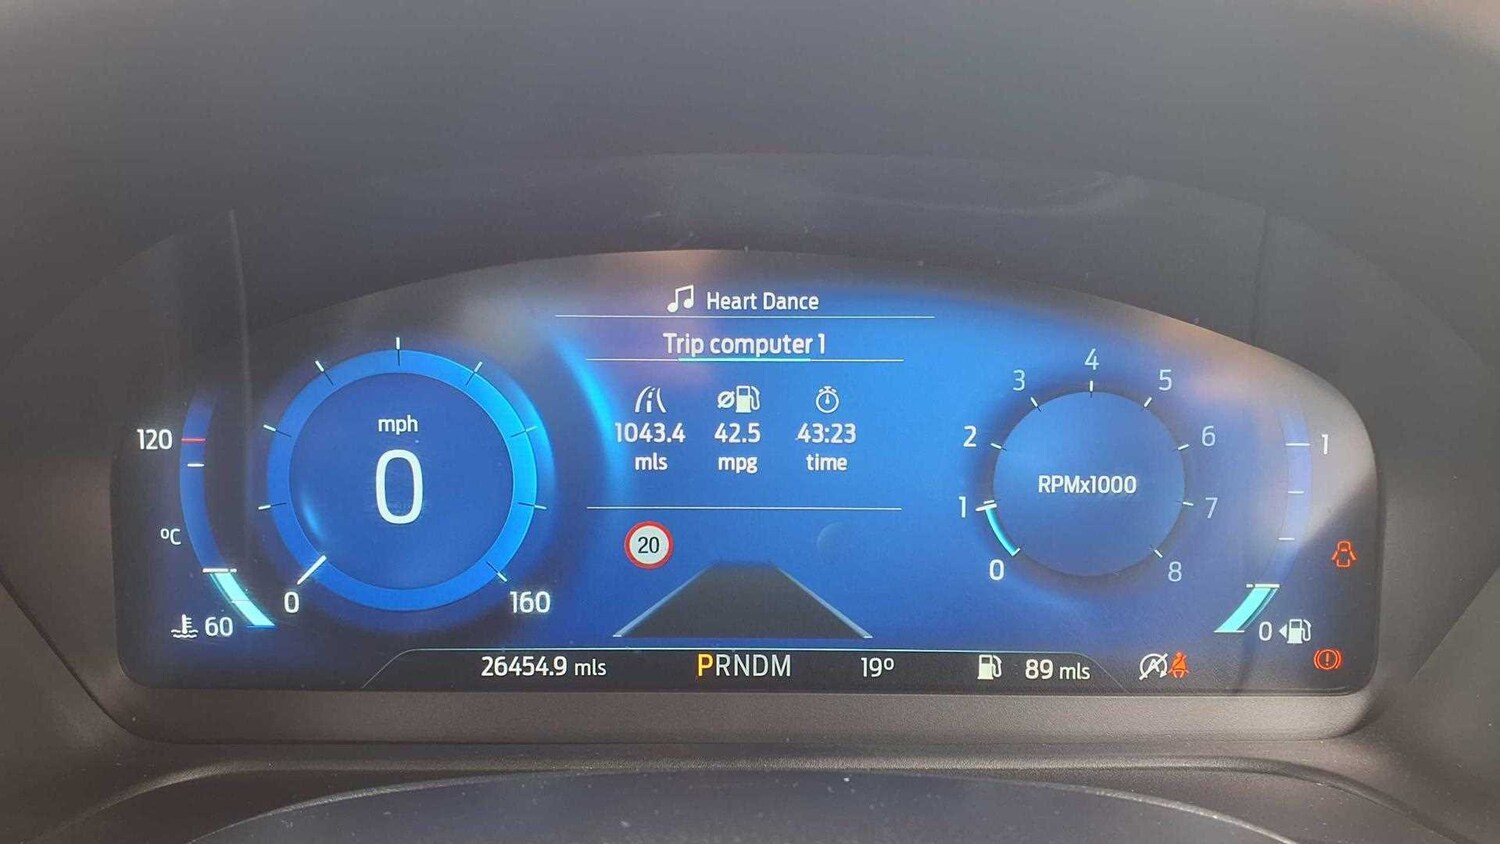 Heart Dance
Trip computer 1
1043.4 42.5 43:23
mls mpg time
20
120
ºC
60
mph
0
0 160
RPMx1000
0 1 2 3 4 5 6 7 8
1
0
26454.9 mls PRNDM 19º 89 mls
A